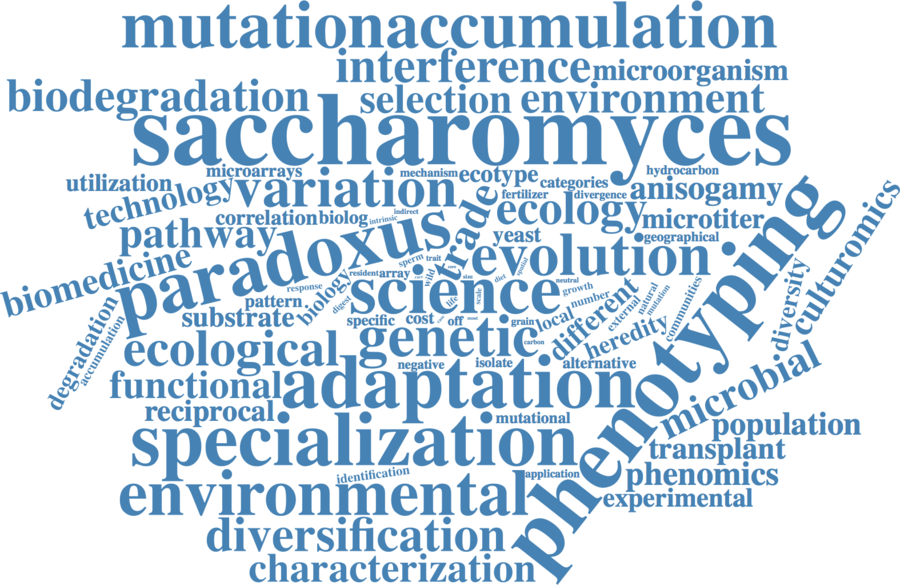 mutationaccumulation
interference
microorganism
biodegradation
selection
environment
saccharomyces
microarrays
mechanism
ecotype
hydrocarbon
utilization
variation
categories
anisogamy
technology
fertilizer
divergence
correlation
biolog
intrinsic
indirect
trade
ecology
microtiter
culturomics
pathway
paradoxus
yeast
geographical
biomedicine
sperm
trait
evolution
phenotyping
biology
resident
array
wild
size
diet
spatial
neutral
response
science
growth
pattern
digest
life
scale
number
natural
mutation
communities
diversity
degradation
accumulation
substrate
specific
cost
off
grain
local
different
external
heredity
ecological
genetic
carbon
negative
isolate
alternative
functional
adaptation
microbial
reciprocal
mutational
population
specialization
transplant
identification
application
phenomics
environmental
experimental
diversification
characterization